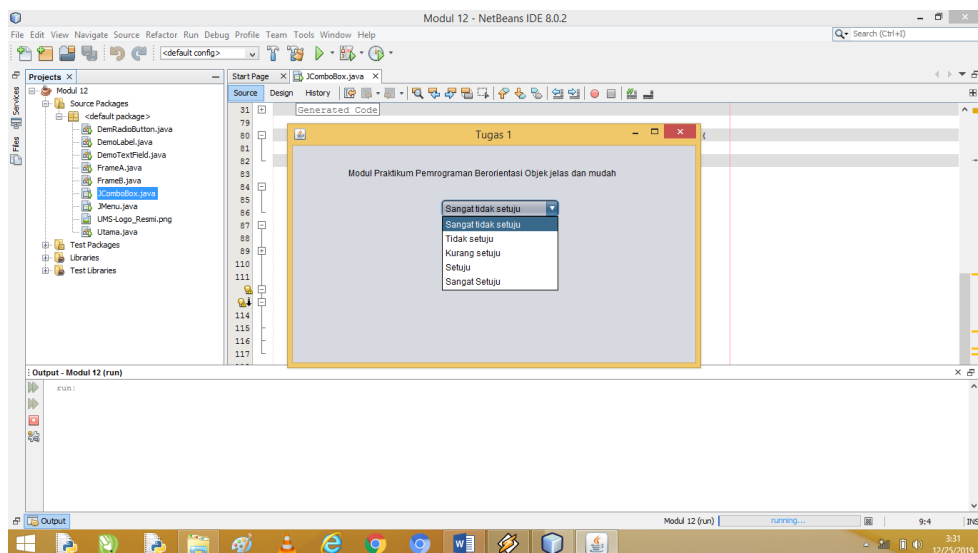 Modul 12 - NetBeans IDE 8.0.2
File Edit View Navigate Source Refactor Run Debug Profile Team Tools Window Help
Search (Ctrl+I)
<default config>
Projects
Services
Files
Modul 12
Source Packages
<default package>
DemRadioButton.java
DemoLabel.java
DemoTextField.java
FrameA.java
FrameB.java
JComboBox.java
JMenu.java
UMS-Logo_Resmi.png
Utama.java
Test Packages
Libraries
Test Libraries
Start Page JComboBox.java
Source Design History
31 Generated Code
79
80 {
81
82
83
84
85
86
87
88
89
110
111
114
115
116
117
Tugas 1
Modul Praktikum Pemrograman Berorientasi Objek jelas dan mudah
Sangat tidak setuju
Sangat tidak setuju
Tidak setuju
Kurang setuju
Setuju
Sangat Setuju
Output - Modul 12 (run)
run:
Output
Modul 12 (run) running... 9:4 INS
3:31
12/25/2019